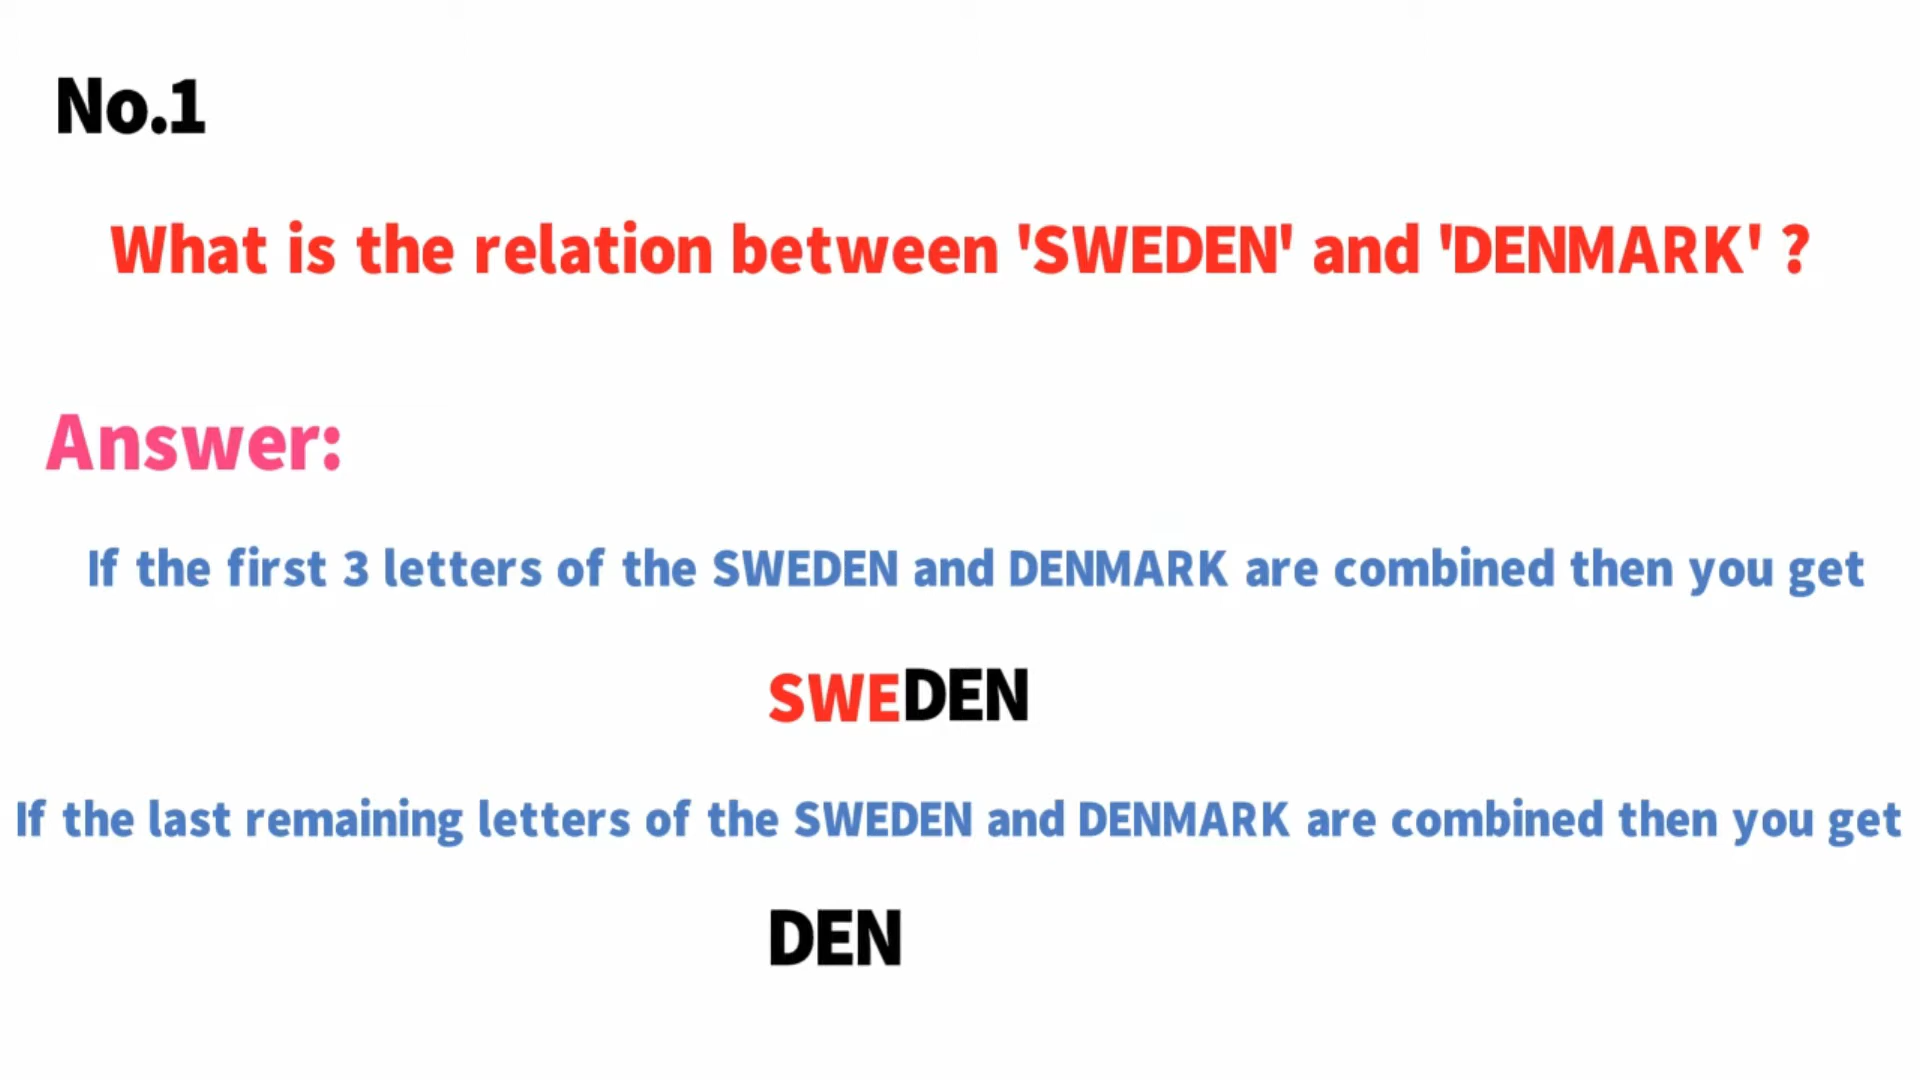 No.1
What is the relation between 'SWEDEN' and 'DENMARK' ?
Answer:
If the first 3 letters of the SWEDEN and DENMARK are combined then you get
SWEDEN
If the last remaining letters of the SWEDEN and DENMARK are combined then you get
DEN